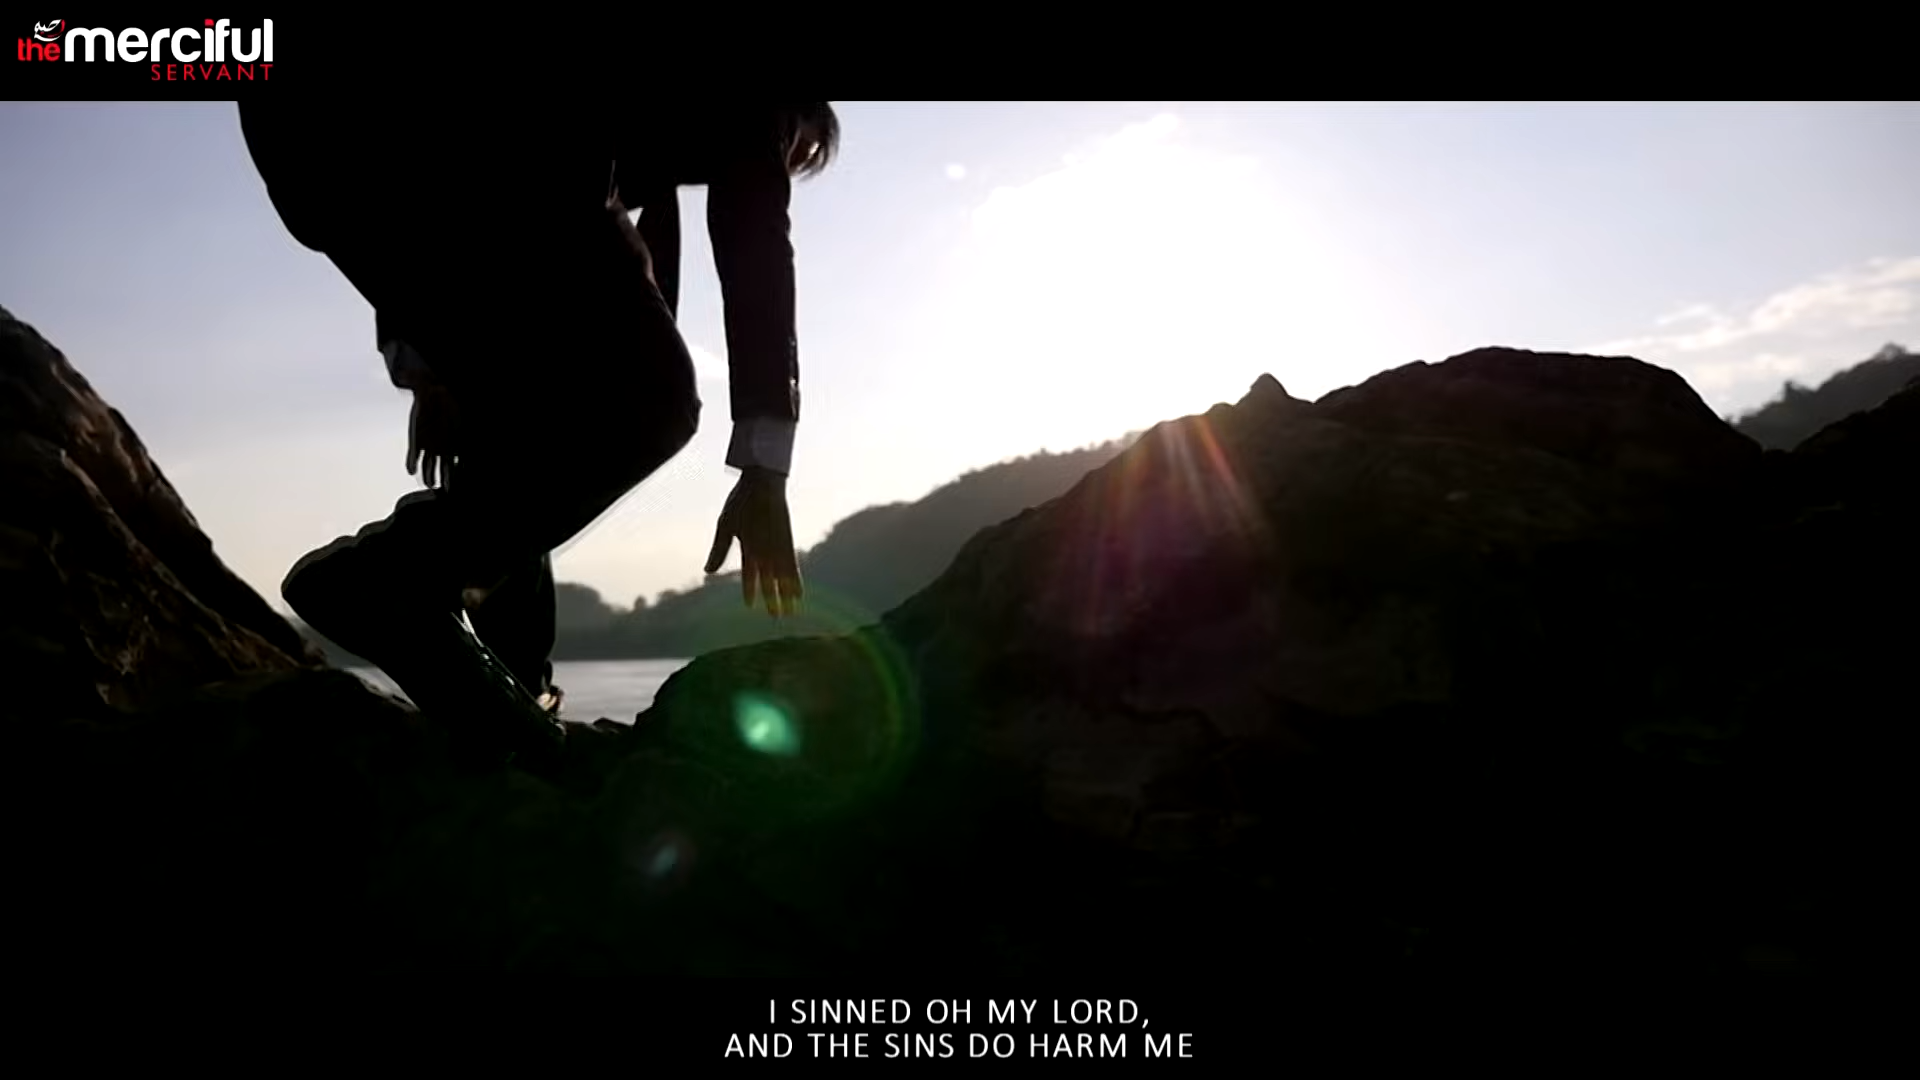 the merciful
SERVANT
I SINNED OH MY LORD,
AND THE SINS DO HARM ME